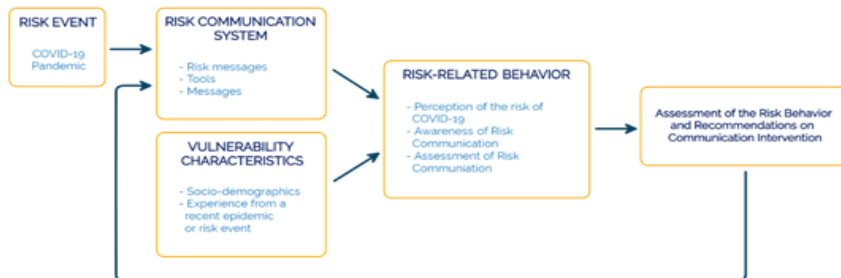 RISK EVENT
COVID-19
Pandemic
RISK COMMUNICATION
SYSTEM
- Risk messages
- Tools
- Messages
VULNERABILITY
CHARACTERISTICS
- Socio-demographics
- Experience from a
recent epidemic
or risk event
RISK-RELATED BEHAVIOR
- Perception of the risk of
COVID-19
- Awareness of Risk
Communication
- Assessment of Risk
Communiation
Assessment of the Risk Behavior
and Recommendations on
Communication Intervention